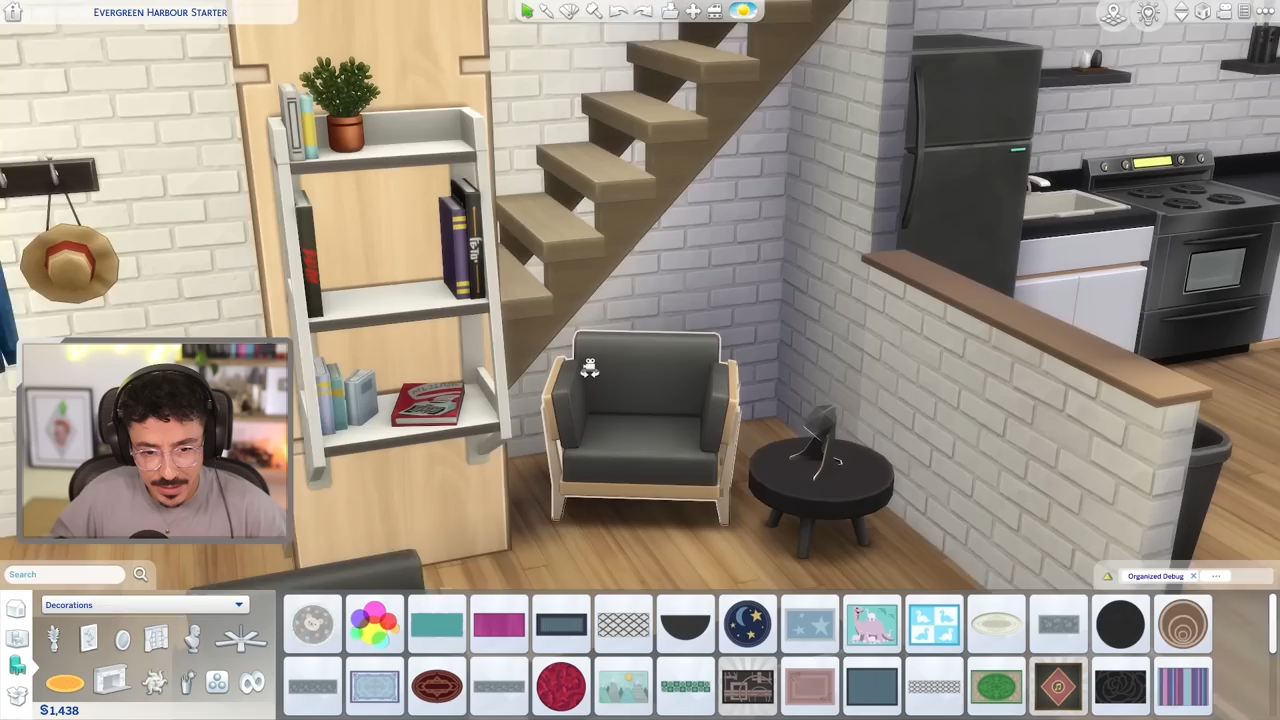 EVERGREEN HARBOUR STARTER
Search
Organized Debug
Decorations
§1,438